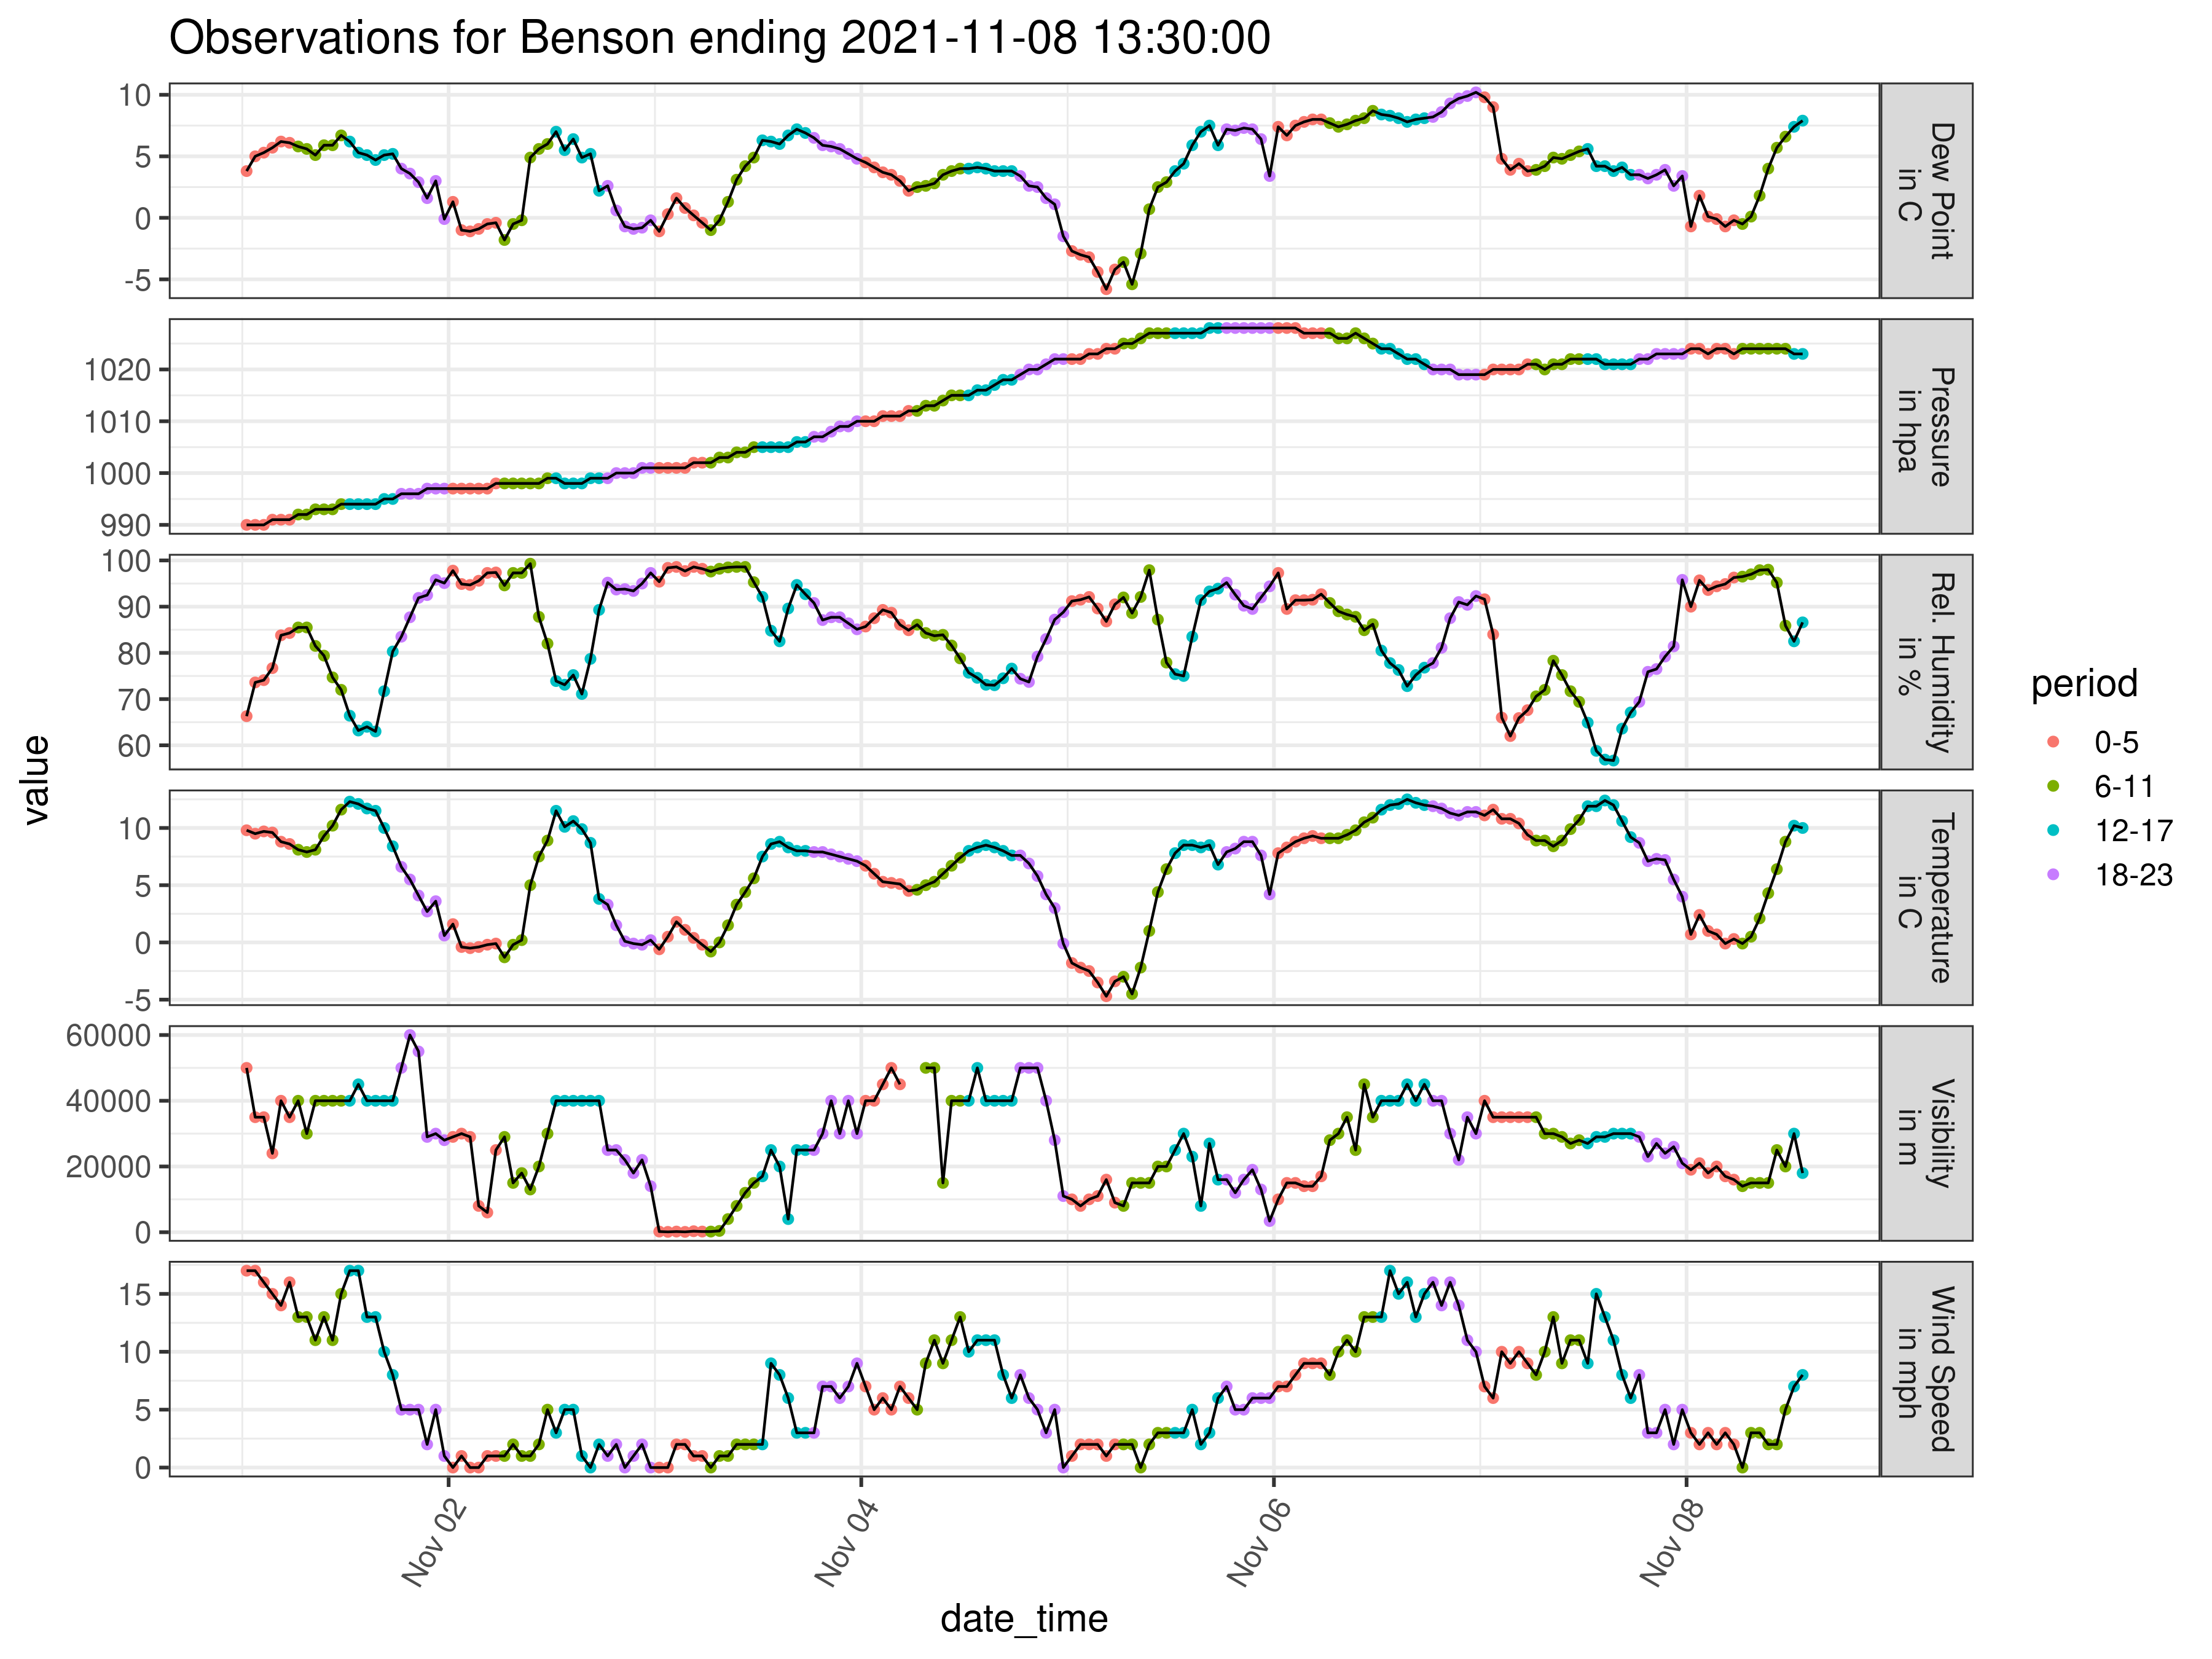 Observations for Benson ending 2021-11-08 13:30:00
value
10
5
0
-5
Dew Point
in C
1020
1010
1000
990
Pressure
in hpa
100
90
80
70
60
Rel. Humidity
in %
10
5
0
-5
Temperature
in C
60000
40000
20000
0
Visibility
in m
15
10
5
0
Wind Speed
in mph
Nov 02
Nov 04
Nov 06
Nov 08
date_time
period
0-5
6-11
12-17
18-23